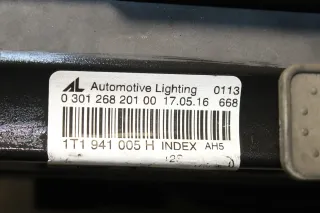 AL Automotive Lighting 0113
0 301 268 201 00 17.05.16 668
1T1 941 005 H INDEX AH5